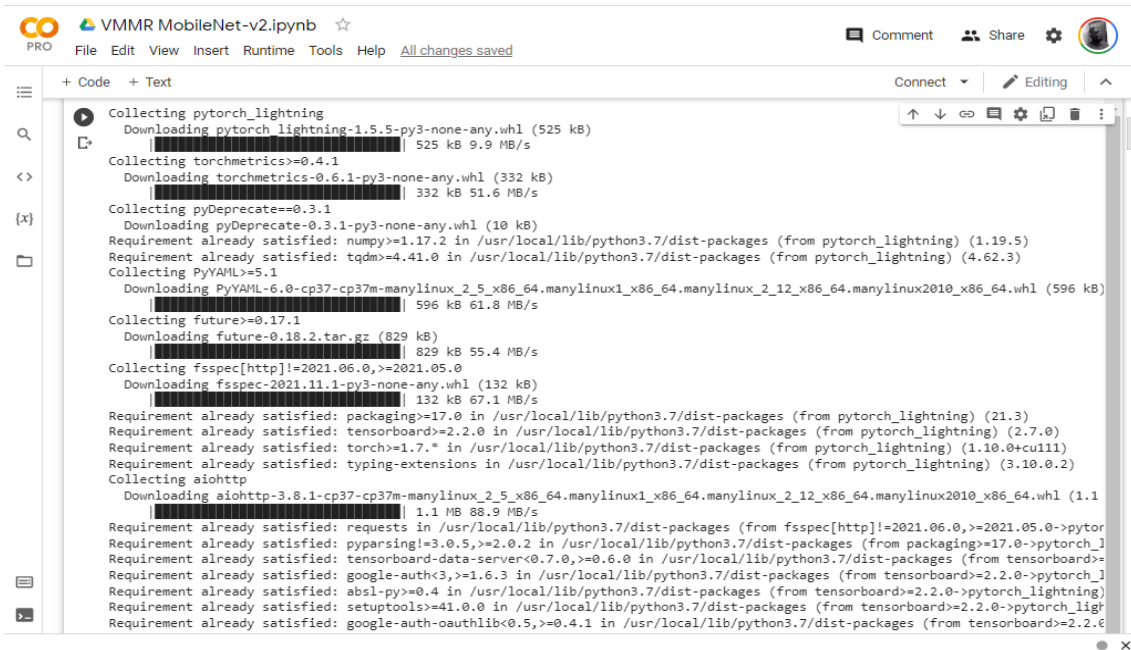 CO PRO
VMMR MobileNet-v2.ipynb
Comment Share
File Edit View Insert Runtime Tools Help All changes saved
+ Code + Text Connect Editing
Collecting pytorch_lightning
Downloading pytorch_lightning-1.5.5-py3-none-any.whl (525 kB)
|████████████████████████████████| 525 kB 9.9 MB/s
Collecting torchmetrics>=0.4.1
Downloading torchmetrics-0.6.1-py3-none-any.whl (332 kB)
|████████████████████████████████| 332 kB 51.6 MB/s
Collecting pyDeprecate==0.3.1
Downloading pyDeprecate-0.3.1-py3-none-any.whl (10 kB)
Requirement already satisfied: numpy>=1.17.2 in /usr/local/lib/python3.7/dist-packages (from pytorch_lightning) (1.19.5)
Requirement already satisfied: tqdm>=4.41.0 in /usr/local/lib/python3.7/dist-packages (from pytorch_lightning) (4.62.3)
Collecting PyYAML>=5.1
Downloading PyYAML-6.0-cp37-cp37m-manylinux_2_5_x86_64.manylinux1_x86_64.manylinux_2_12_x86_64.manylinux2010_x86_64.whl (596 kB)
|████████████████████████████████| 596 kB 61.8 MB/s
Collecting future>=0.17.1
{x}
Downloading future-0.18.2.tar.gz (829 kB)
|████████████████████████████████| 829 kB 55.4 MB/s
Collecting fsspec[http]!=2021.06.0,>=2021.05.0
Downloading fsspec-2021.11.1-py3-none-any.whl (132 kB)
|████████████████████████████████| 132 kB 67.1 MB/s
Requirement already satisfied: packaging>=17.0 in /usr/local/lib/python3.7/dist-packages (from pytorch_lightning) (21.3)
Requirement already satisfied: tensorboard>=2.2.0 in /usr/local/lib/python3.7/dist-packages (from pytorch_lightning) (2.7.0)
Requirement already satisfied: torch>=1.7.* in /usr/local/lib/python3.7/dist-packages (from pytorch_lightning) (1.10.0+cu111)
Requirement already satisfied: typing-extensions in /usr/local/lib/python3.7/dist-packages (from pytorch_lightning) (3.10.0.2)
Collecting aiohttp
Downloading aiohttp-3.8.1-cp37-cp37m-manylinux_2_5_x86_64.manylinux1_x86_64.manylinux_2_12_x86_64.manylinux2010_x86_64.whl (1.1
|████████████████████████████████| 1.1 MB 88.9 MB/s
Requirement already satisfied: requests in /usr/local/lib/python3.7/dist-packages (from fsspec[http]!=2021.06.0,>=2021.05.0->pytor
Requirement already satisfied: pyparsing!=3.0.5,>=2.0.2 in /usr/local/lib/python3.7/dist-packages (from packaging>=17.0->pytorch_l
Requirement already satisfied: tensorboard-data-server<0.7.0,>=0.6.0 in /usr/local/lib/python3.7/dist-packages (from tensorboard>=
Requirement already satisfied: google-auth<3,>=1.6.3 in /usr/local/lib/python3.7/dist-packages (from tensorboard>=2.2.0->pytorch_l
Requirement already satisfied: absl-py>=0.4 in /usr/local/lib/python3.7/dist-packages (from tensorboard>=2.2.0->pytorch_lightning)
Requirement already satisfied: setuptools>=41.0.0 in /usr/local/lib/python3.7/dist-packages (from tensorboard>=2.2.0->pytorch_ligh
Requirement already satisfied: google-auth-oauthlib<0.5,>=0.4.1 in /usr/local/lib/python3.7/dist-packages (from tensorboard>=2.2.0